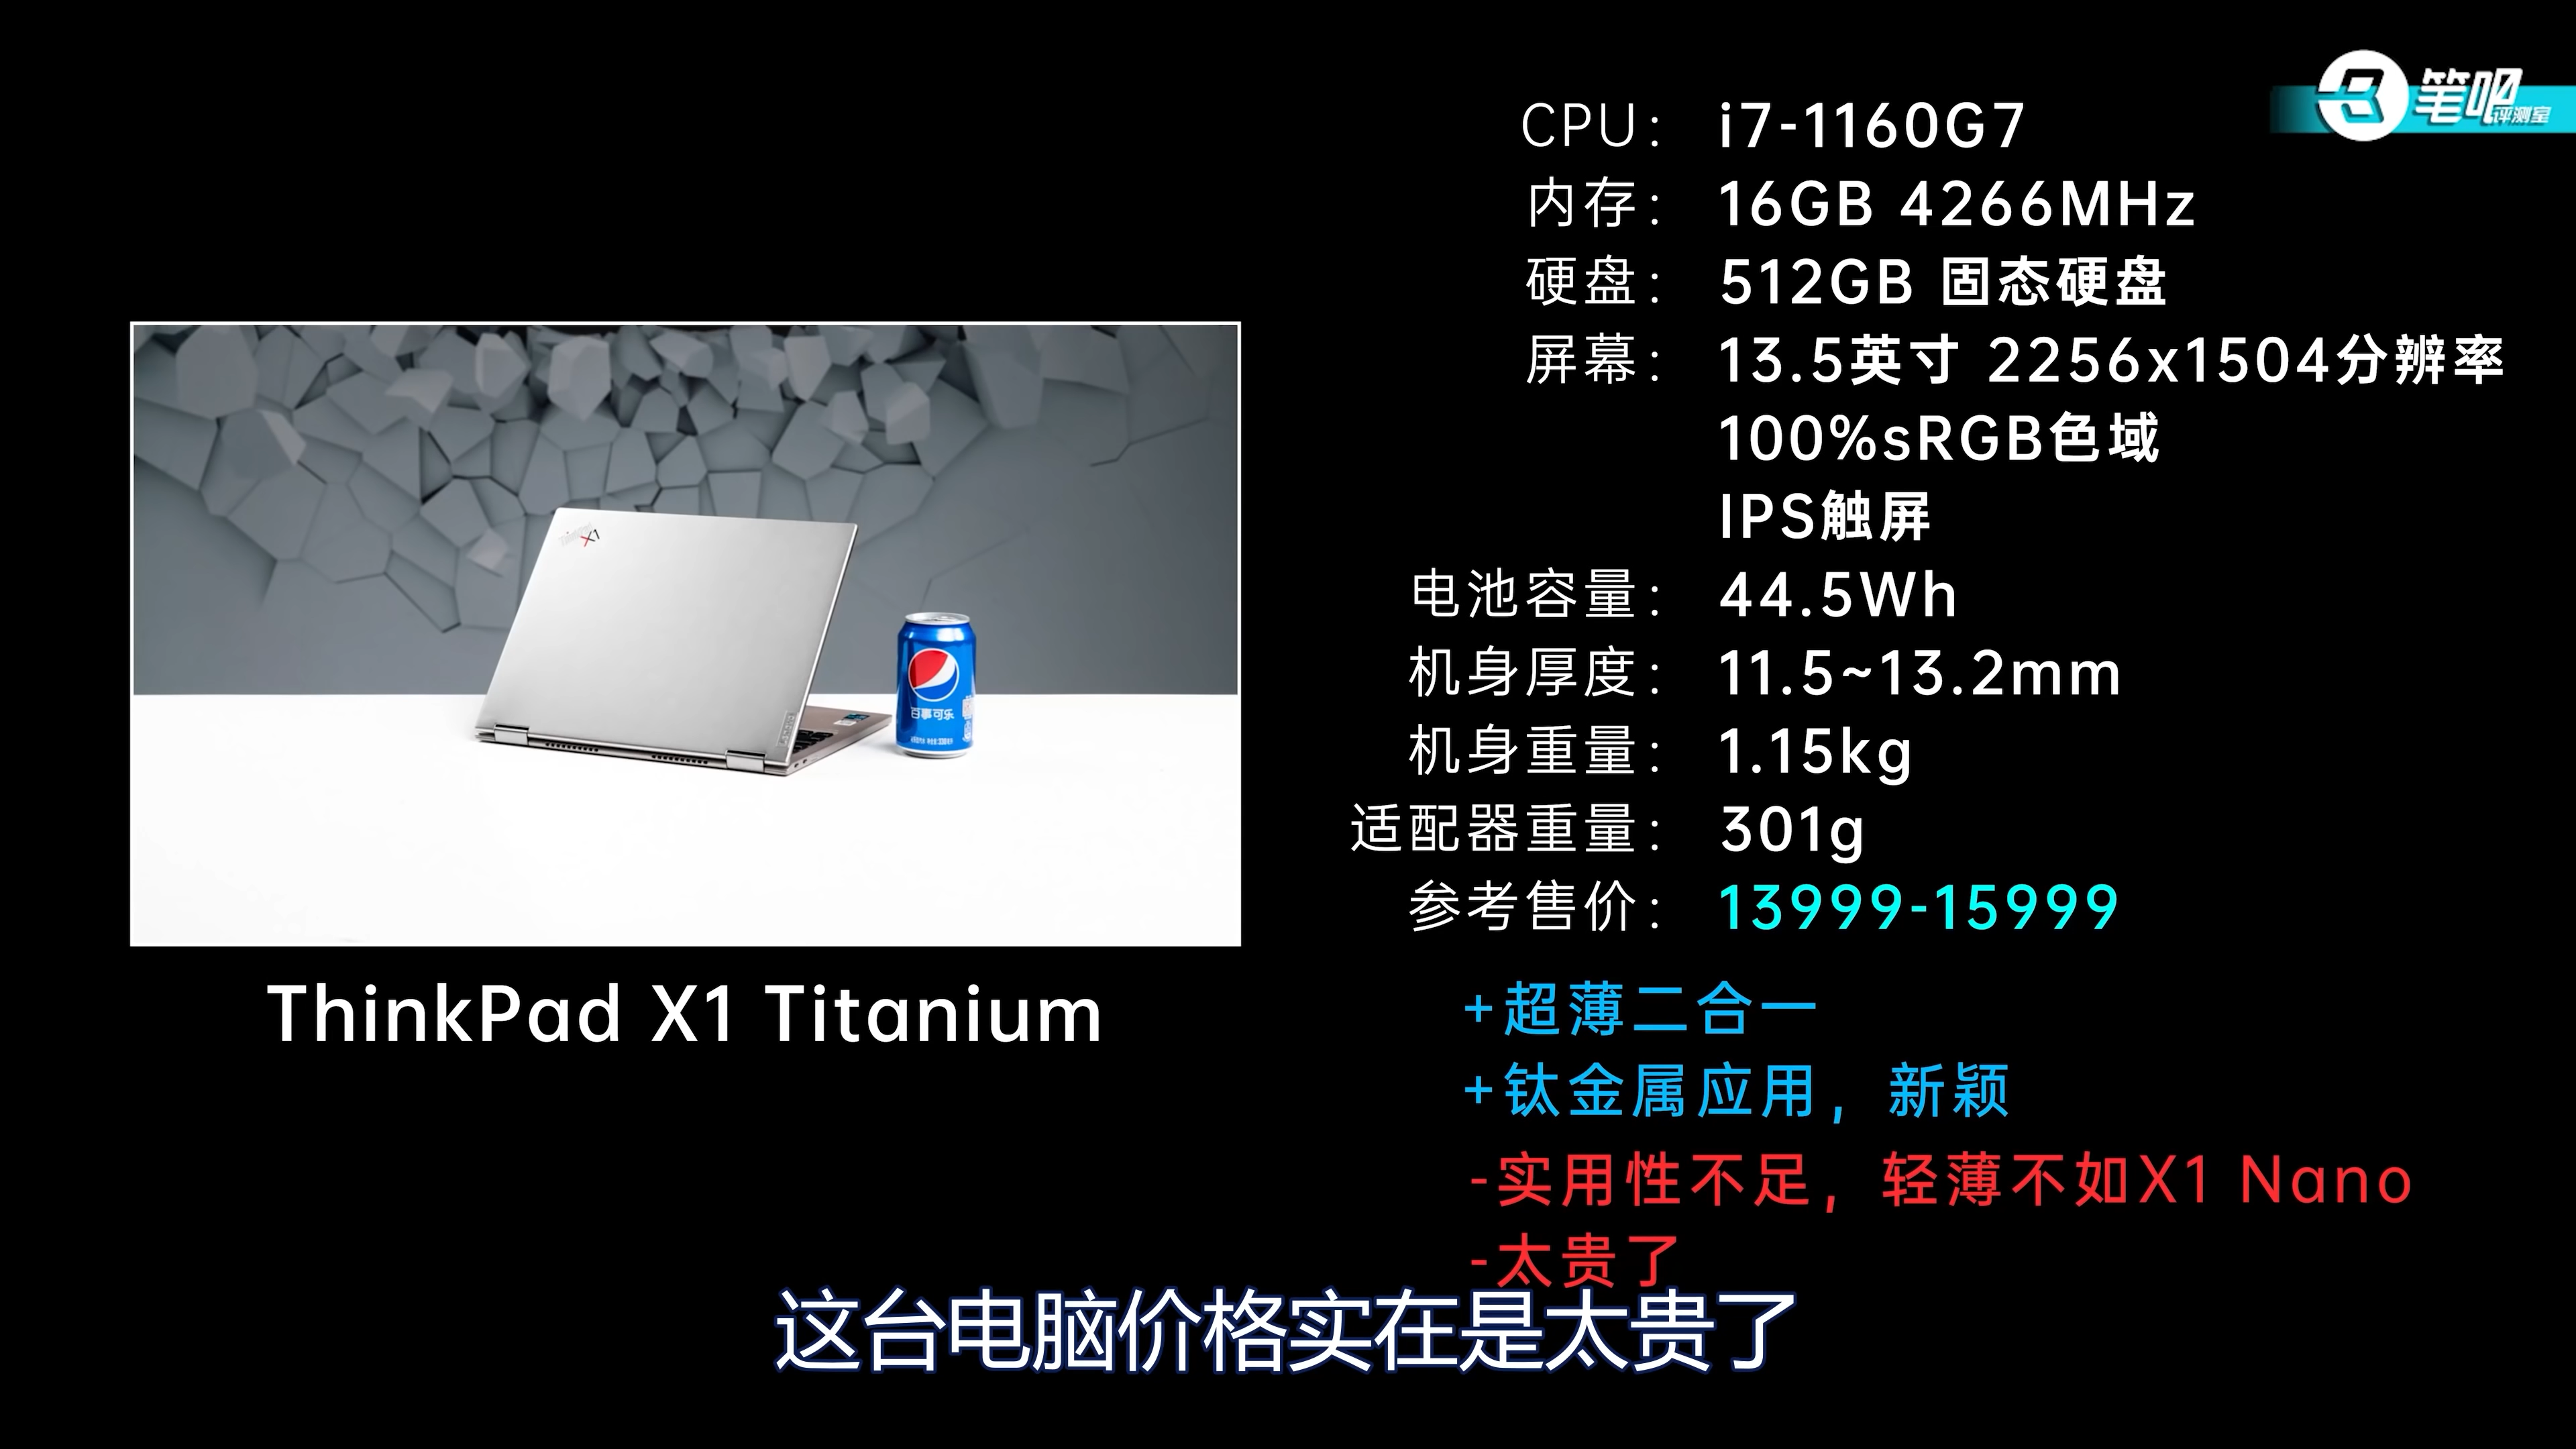 笔吧评测室
CPU： i7-1160G7
内存： 16GB 4266MHz
硬盘： 512GB 固态硬盘
屏幕： 13.5英寸 2256x1504分辨率
100%sRGB色域
IPS触屏
电池容量： 44.5Wh
机身厚度： 11.5~13.2mm
机身重量： 1.15kg
适配器重量： 301g
参考售价： 13999-15999
ThinkPad X1
百事可乐
ThinkPad X1 Titanium
+超薄二合一
+钛金属应用，新颖
-实用性不足，轻薄不如X1 Nano
-太贵了
这台电脑价格实在是太贵了